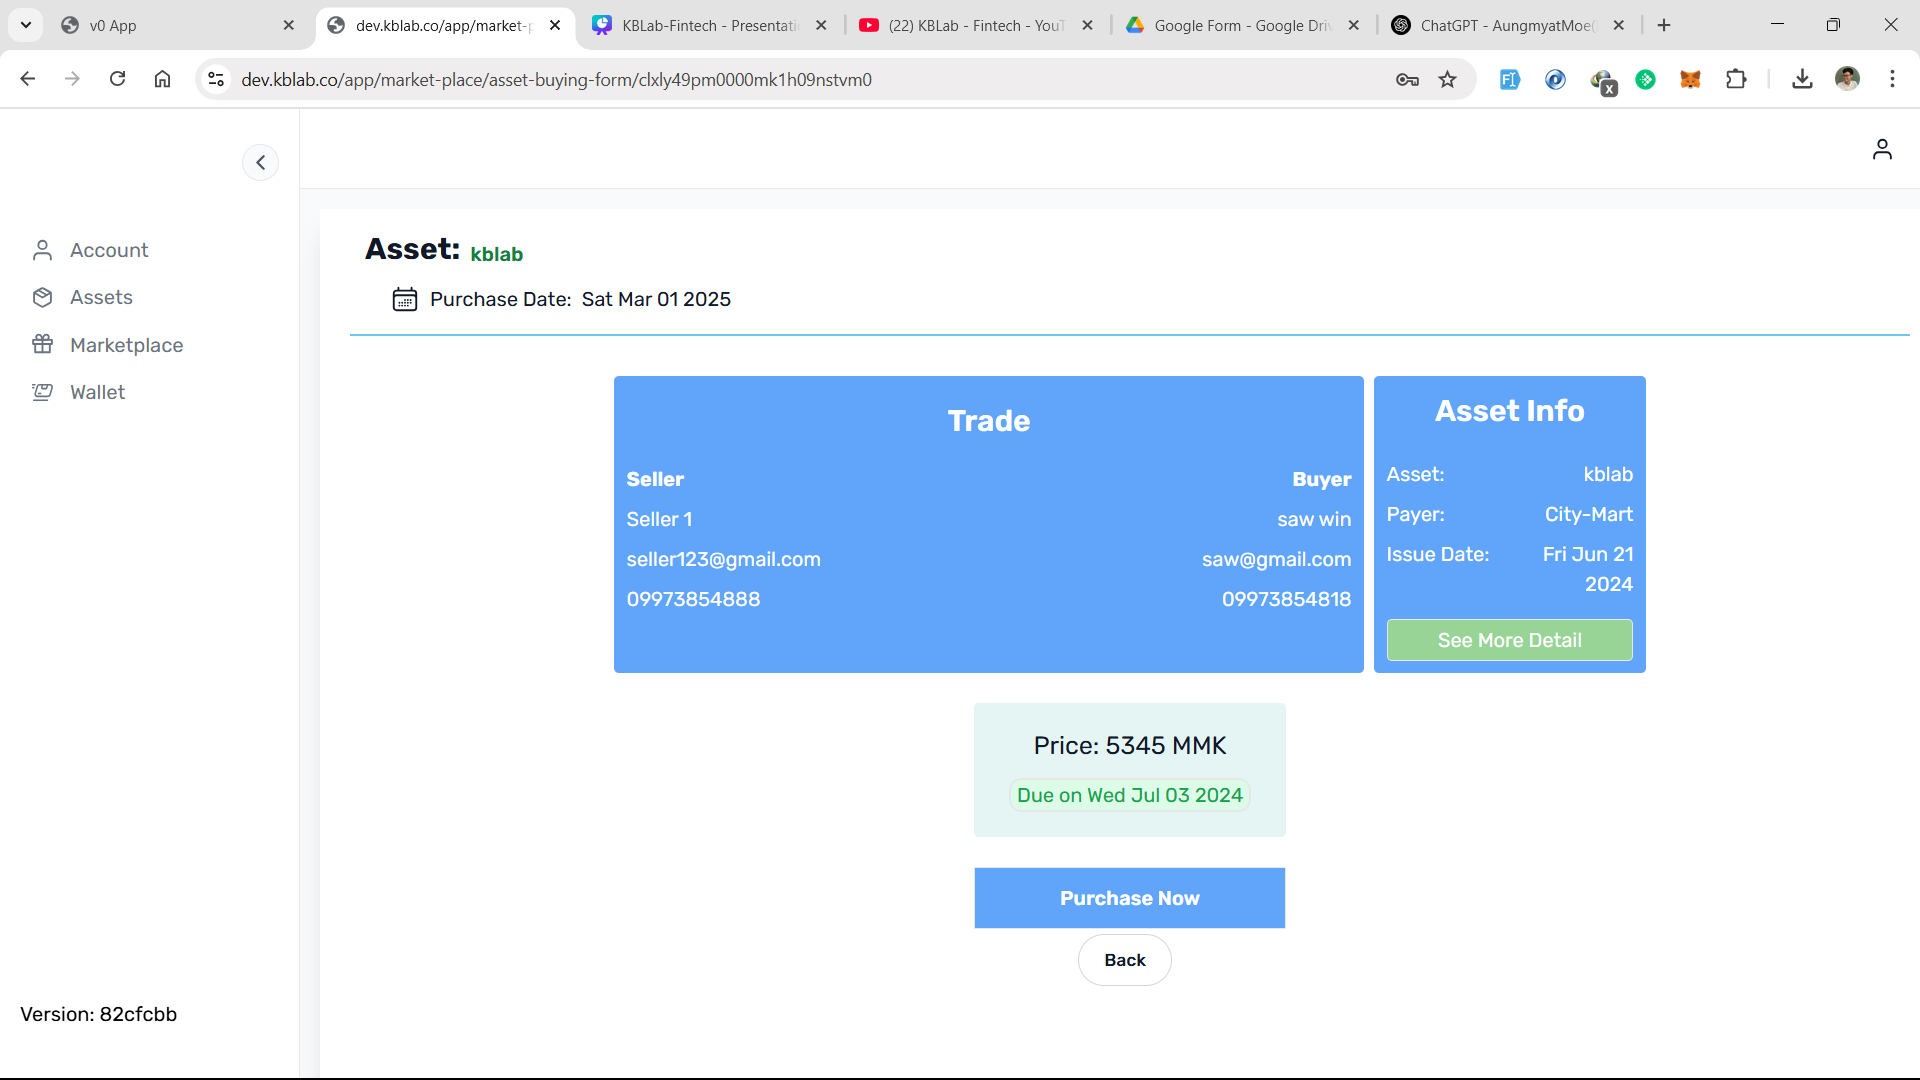 v0 App
dev.kblab.co/app/market-p
KBLab-Fintech - Presentati
(22) KBLab - Fintech - YouT
Google Form - Google Driv
ChatGPT - AungmyatMoe(
dev.kblab.co/app/market-place/asset-buying-form/clxly49pm0000mk1h09nstvm0
Asset: kblab
Purchase Date: Sat Mar 01 2025
Account
Assets
Marketplace
Wallet
Trade
Seller
Buyer
Seller 1
saw win
seller123@gmail.com
saw@gmail.com
09973854888
09973854818
Asset Info
Asset: kblab
Payer: City-Mart
Issue Date: Fri Jun 21
2024
See More Detail
Price: 5345 MMK
Due on Wed Jul 03 2024
Purchase Now
Back
Version: 82cfcbb